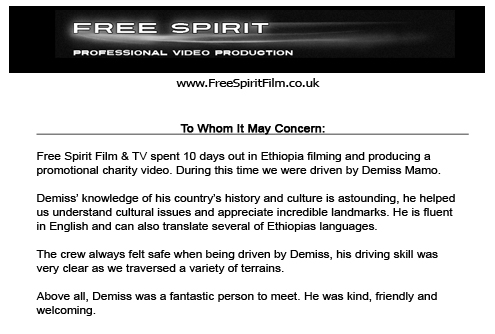 FREE SPIRIT
PROFESSIONAL VIDEO PRODUCTION
www.FreeSpiritFilm.co.uk
To Whom It May Concern:
Free Spirit Film & TV spent 10 days out in Ethiopia filming and producing a
promotional charity video. During this time we were driven by Demiss Mamo.
Demiss' knowledge of his country's history and culture is astounding, he helped
us understand cultural issues and appreciate incredible landmarks. He is fluent
in English and can also translate several of Ethiopias languages.
The crew always felt safe when being driven by Demiss, his driving skill was
very clear as we traversed a variety of terrains.
Above all, Demiss was a fantastic person to meet. He was kind, friendly and
welcoming.